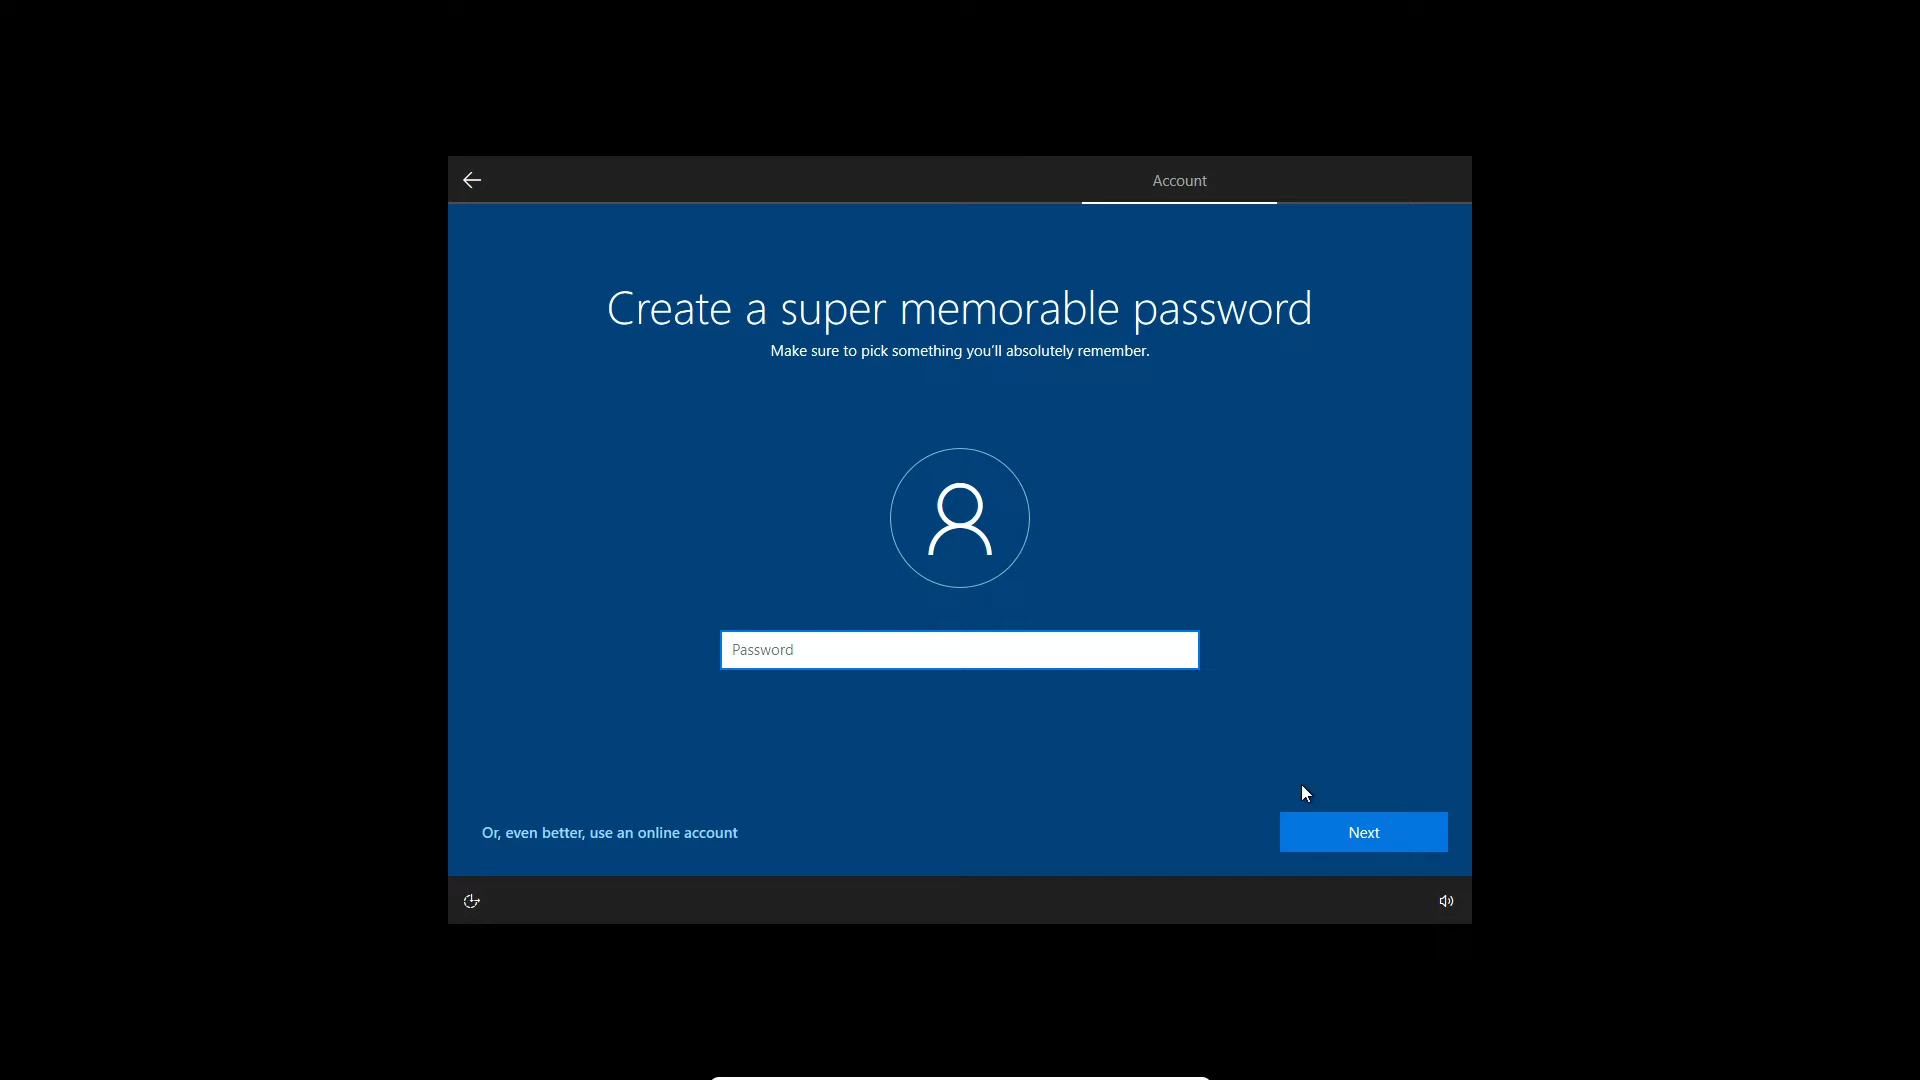 Account
Create a super memorable password
Make sure to pick something you'll absolutely remember.
Password
Or, even better, use an online account
Next